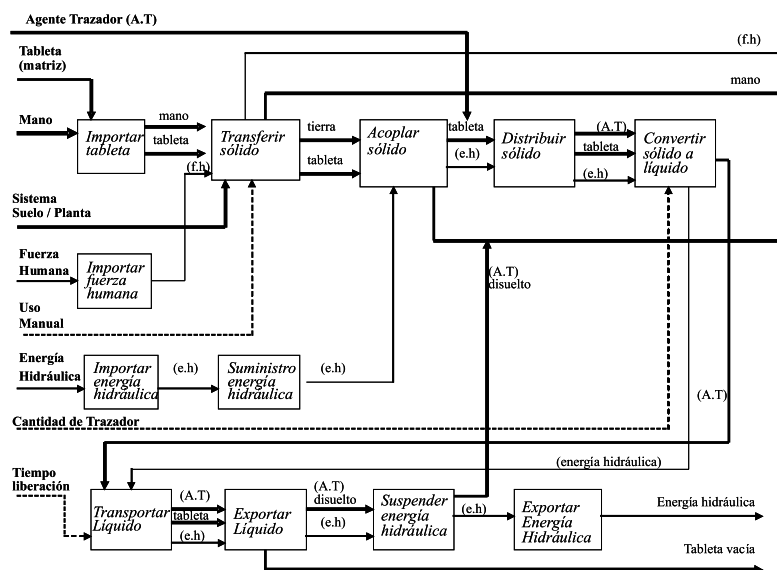 Agente Trazador (A.T)
(f.h)
Tableta
(matriz)
mano
Mano
mano
tableta
Importar
tableta
Transferir
sólido
tierra
tableta
Acoplar
sólido
tableta
(e.h)
Distribuir
sólido
(A.T)
tableta
(e.h)
Convertir
sólido a
líquido
(f.h)
Sistema
Suelo / Planta
Fuerza
Humana
Importar
fuerza
humana
(A.T)
disuelto
Uso
Manual
Energía
Hidráulica
Importar
energía
hidráulica
(e.h)
Suministro
energía
hidráulica
(e.h)
(A.T)
Cantidad de Trazador
(energía hidráulica)
Tiempo
liberación
Transportar
Líquido
(A.T)
tableta
(e.h)
Exportar
Líquido
(A.T)
disuelto
(e.h)
Suspender
energía
hidráulica
(e.h)
Exportar
Energía
Hidráulica
Energía hidráulica
Tableta vacía